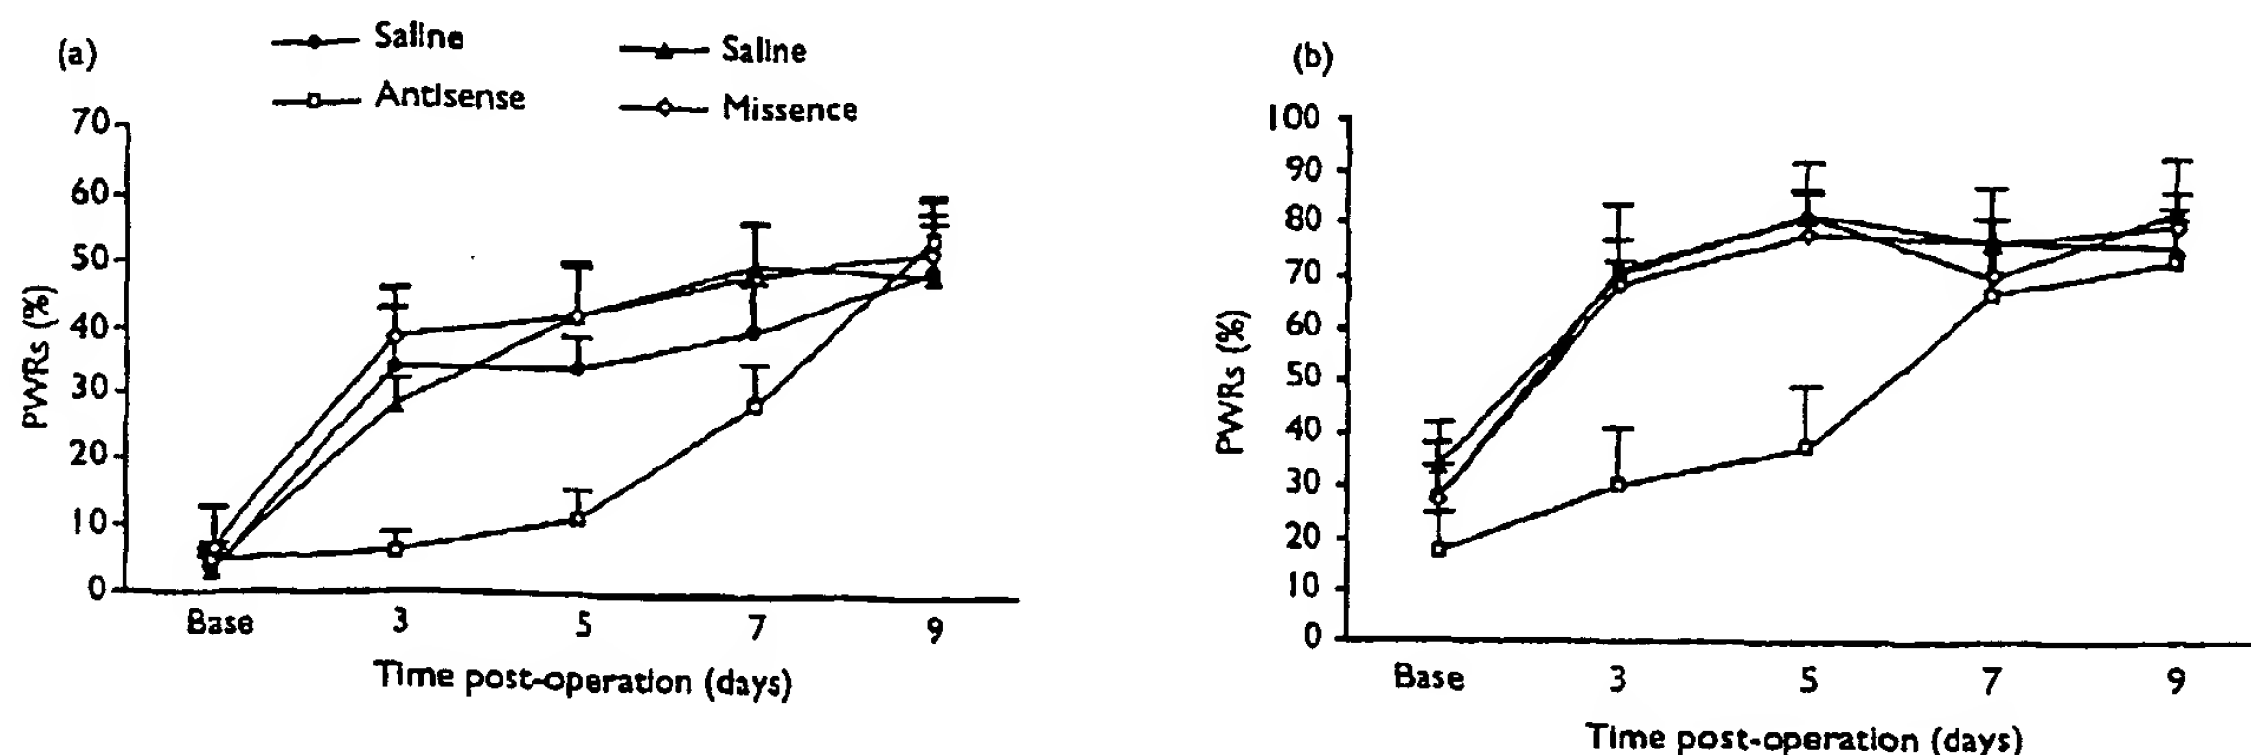 (a)
Saline
Saline
Antisense
Missence
70
60
50
40
30
20
10
0
PWRs (%)
Base 3 5 7 9
Time post-operation (days)
(b)
100
90
80
70
60
50
40
30
20
10
0
PWRs (%)
Base 3 5 7 9
Time post-operation (days)